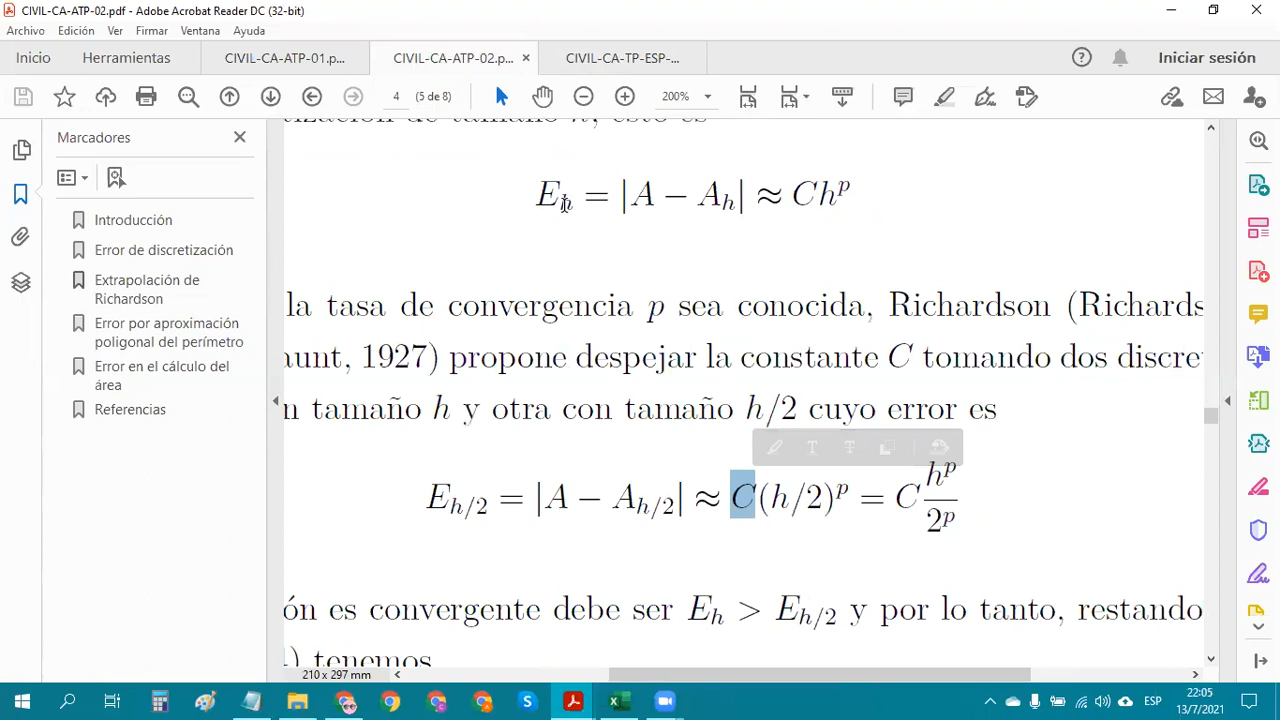 CIVIL-CA-ATP-02.pdf - Adobe Acrobat Reader DC (32-bit)
Archivo Edición Ver Firmar Ventana Ayuda
Inicio Herramientas CIVIL-CA-ATP-01.p... CIVIL-CA-ATP-02.p... × CIVIL-CA-TP-ESP-... Iniciar sesión
4 (5 de 8) 200%
Marcadores
Introducción
Error de discretización
Extrapolación de
Richardson
Error por aproximación
poligonal del perímetro
Error en el cálculo del
área
Referencias
tización de tamaño h, esto es
E_h = |A − A_h| ≈ Ch^p
la tasa de convergencia p sea conocida, Richardson (Richards
aunt, 1927) propone despejar la constante C tomando dos discre
n tamaño h y otra con tamaño h/2 cuyo error es
E_{h/2} = |A − A_{h/2}| ≈ C(h/2)^p = C h^p/2^p
ón es convergente debe ser E_h > E_{h/2} y por lo tanto, restando
) tenemos
210 x 297 mm
ESP
22:05
13/7/2021